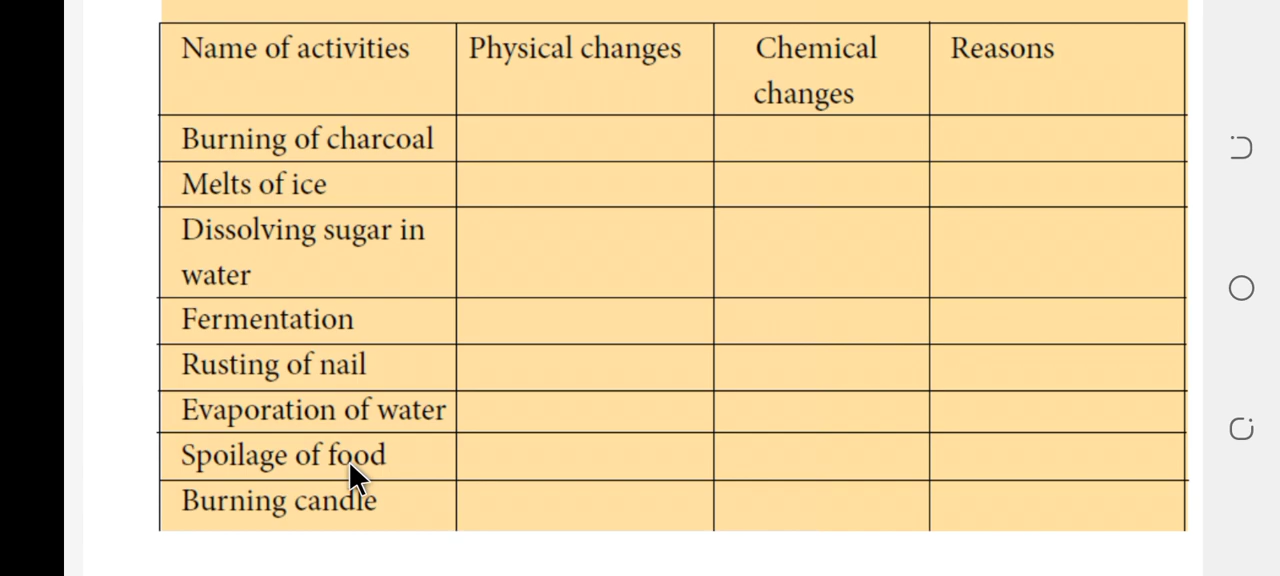 Name of activities Physical changes Chemical changes Reasons
Burning of charcoal
Melts of ice
Dissolving sugar in
water
Fermentation
Rusting of nail
Evaporation of water
Spoilage of food
Burning candle